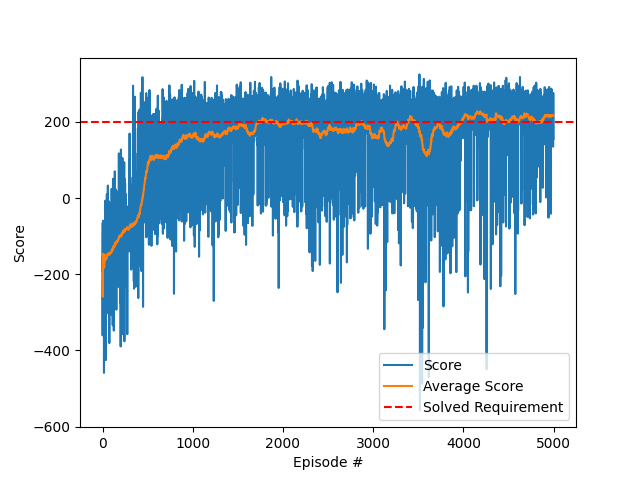 200
0
−200
−400
−600
Score
0
1000
2000
3000
4000
5000
Episode #
Score
Average Score
Solved Requirement